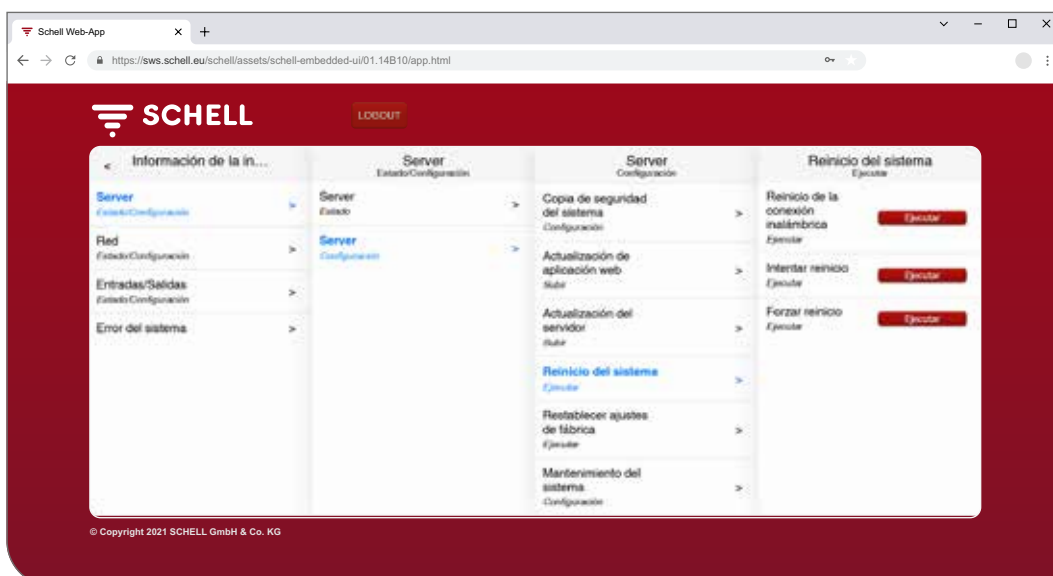 Schell Web-App
https://sws.schell.eu/schell/assets/schell-embedded-ui/01.14B10/app.html
SCHELL
LOGOUT
< Información de la in...
Server
Estado/Configuración >
Red
Estado/Configuración >
Entradas/Salidas
Estado/Configuración >
Error del sistema >
Server
Estado/Configuración
Server
Estado >
Server
Configuración >
Server
Configuración
Copia de seguridad
del sistema >
Configuración
Actualización de
aplicación web >
Subir
Actualización del
servidor >
Subir
Reinicio del sistema
Ejecutar >
Restablecer ajustes
de fábrica >
Ejecutar
Mantenimiento del
sistema >
Configuración
Reinicio del sistema
Ejecutar
Reinicio de la
conexión
inalámbrica Ejecutar
Ejecutar
Intentar reinicio Ejecutar
Ejecutar
Forzar reinicio Ejecutar
Ejecutar
© Copyright 2021 SCHELL GmbH & Co. KG